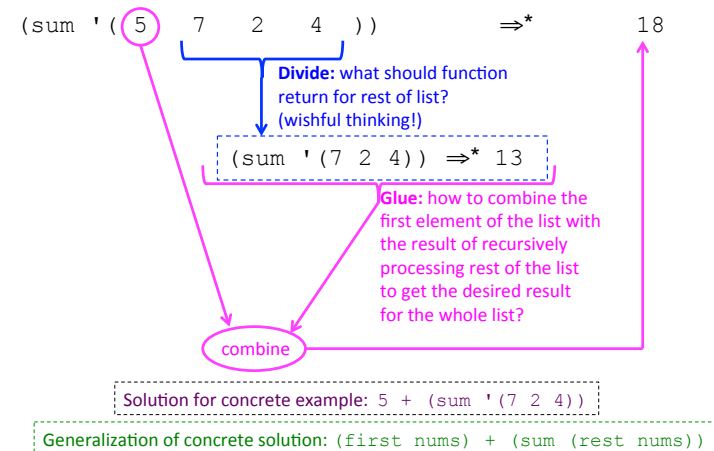 (sum '( 5 7 2 4 )) ⇒* 18
Divide: what should function
return for rest of list?
(wishful thinking!)
(sum '(7 2 4)) ⇒* 13
Glue: how to combine the
first element of the list with
the result of recursively
processing rest of the list
to get the desired result
for the whole list?
combine
Solution for concrete example: 5 + (sum '(7 2 4))
Generalization of concrete solution: (first nums) + (sum (rest nums))